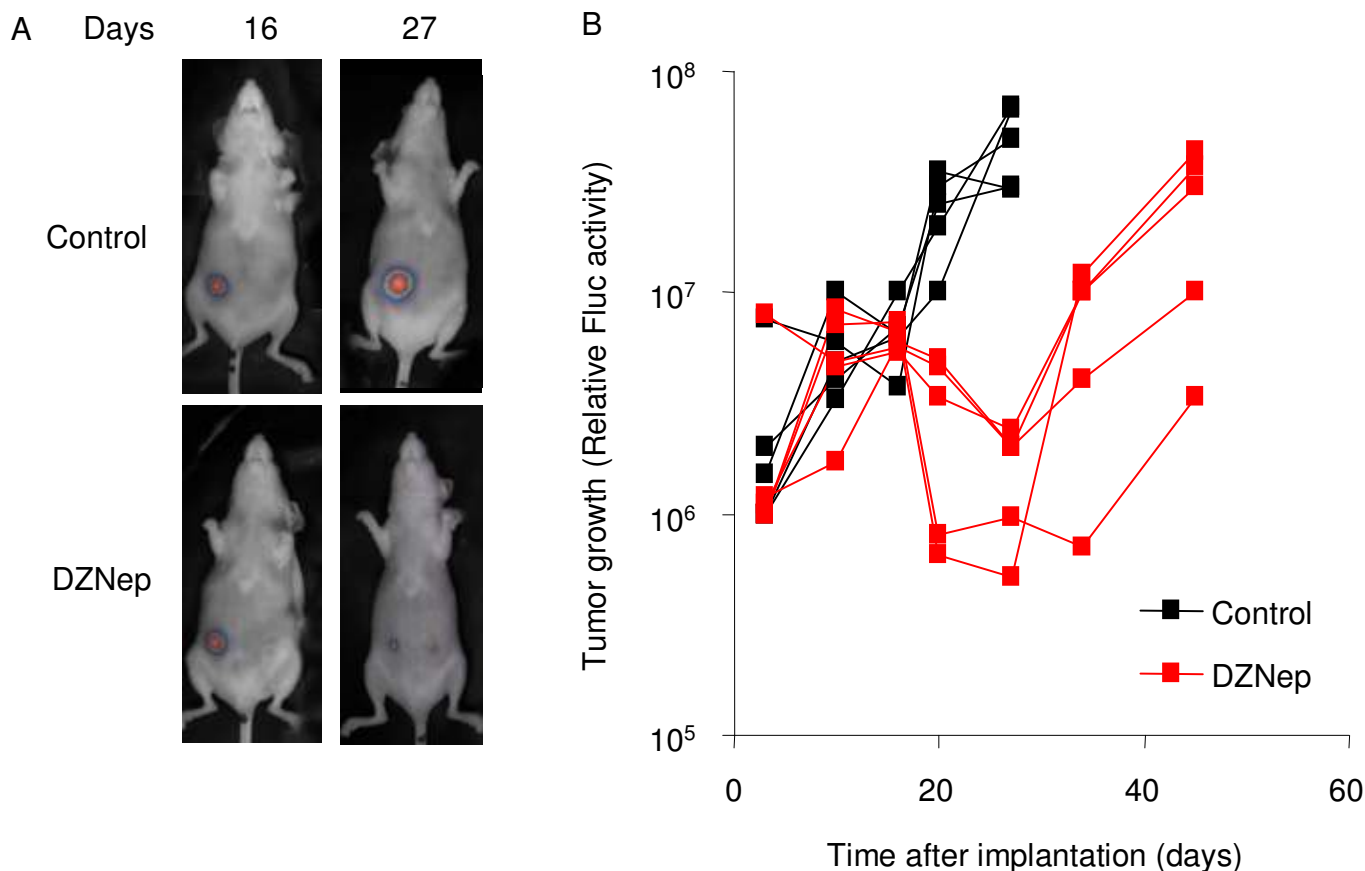 A Days 16 27
Control
DZNep
B
Tumor growth (Relative Fluc activity)
10⁸
10⁷
10⁶
10⁵
0 20 40 60
Time after implantation (days)
Control
DZNep